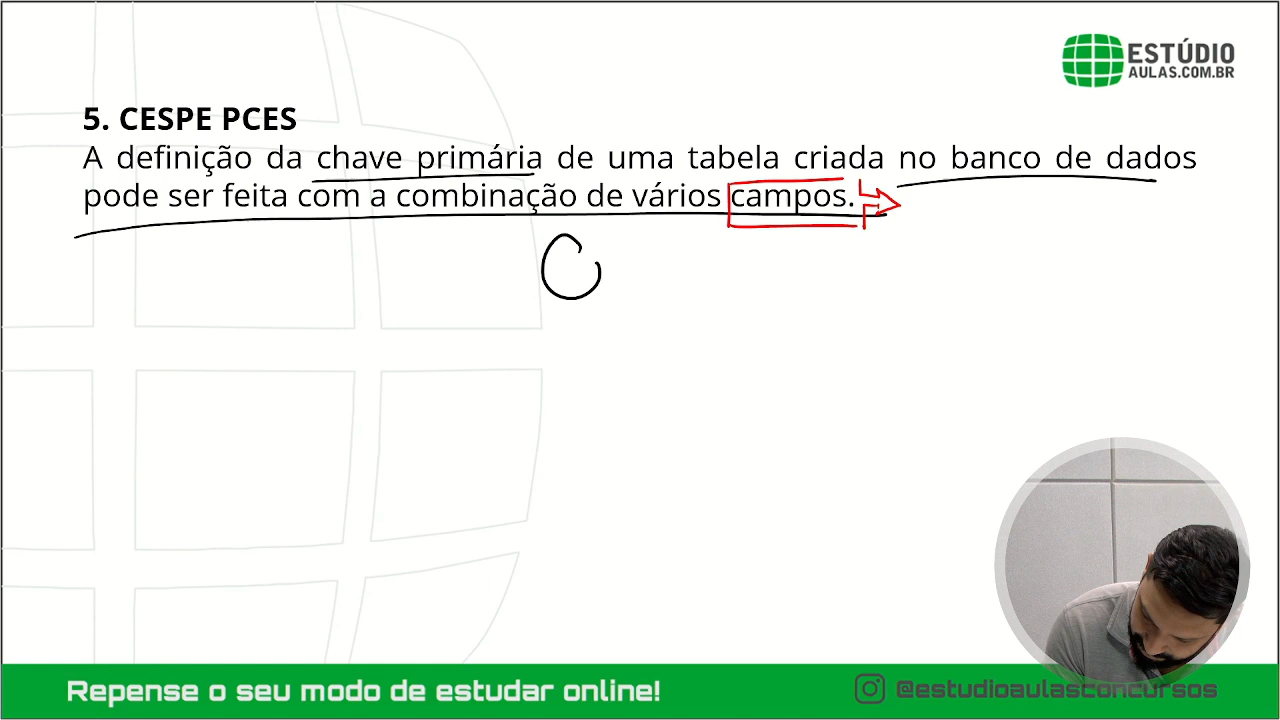 ESTÚDIO
AULAS.COM.BR
5. CESPE PCES
A definição da chave primária de uma tabela criada no banco de dados
pode ser feita com a combinação de vários campos.
C
Repense o seu modo de estudar online!
@estudioaulasconcursos